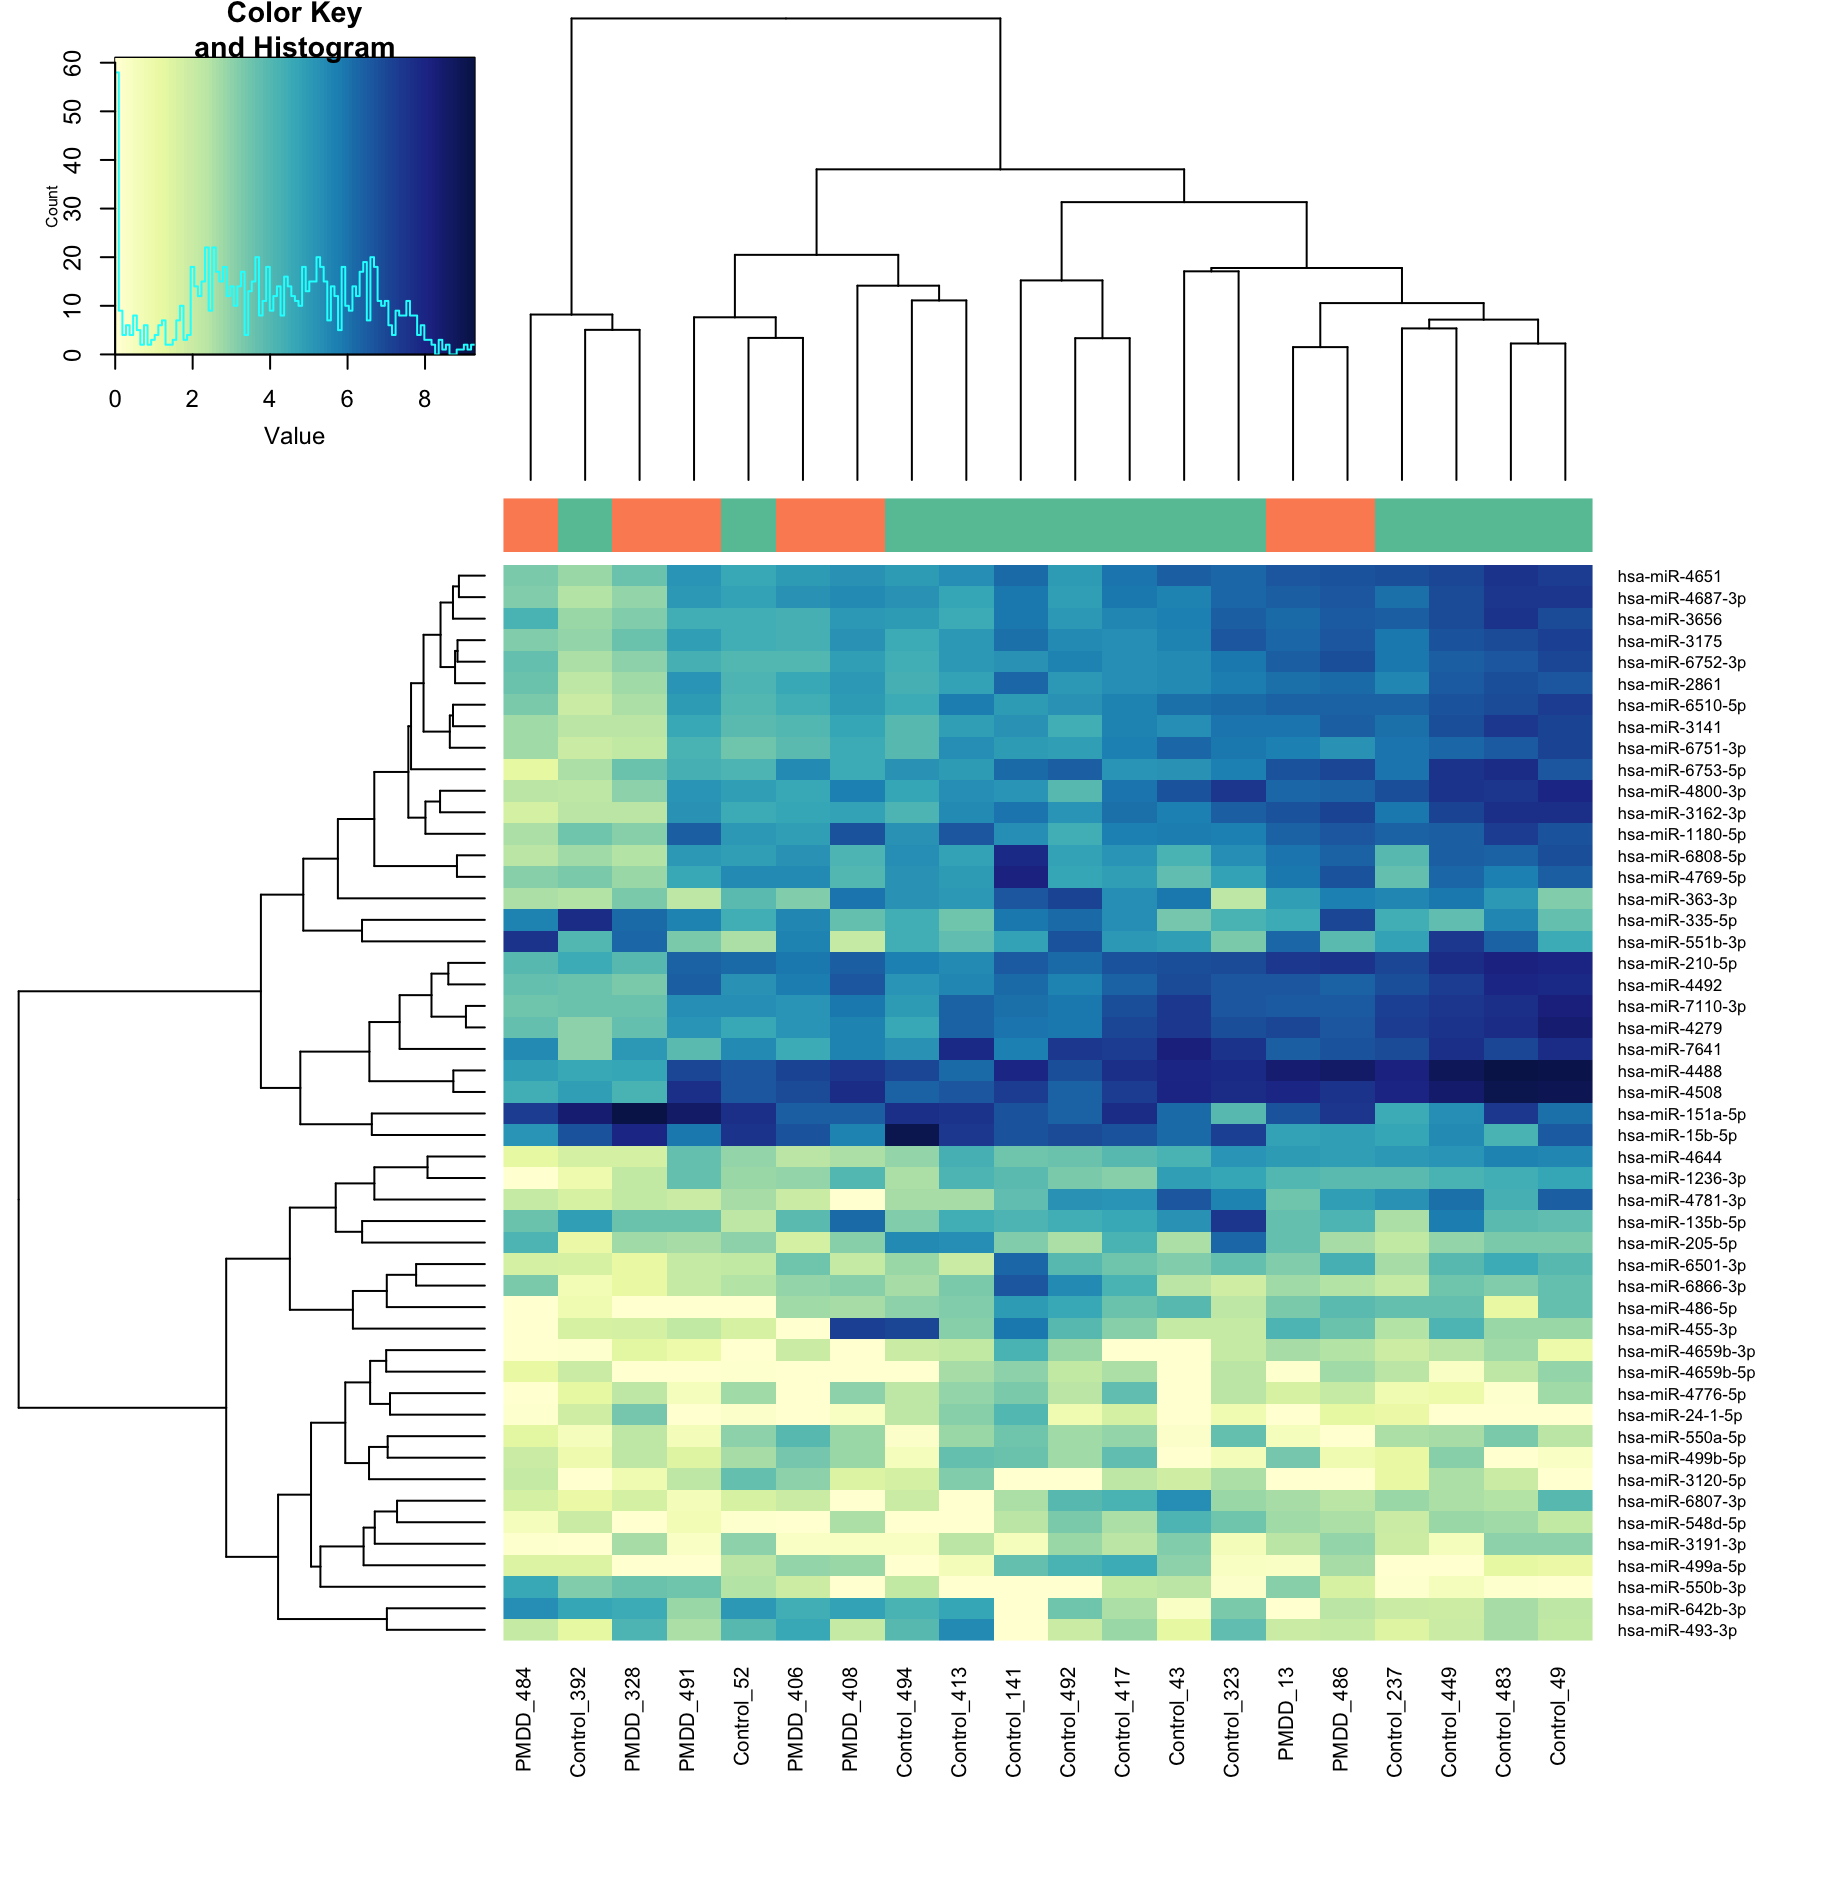 Color Key
and Histogram
Count
0
10
20
30
40
50
60
0 2 4 6 8
Value
hsa-miR-4651
hsa-miR-4687-3p
hsa-miR-3656
hsa-miR-3175
hsa-miR-6752-3p
hsa-miR-2861
hsa-miR-6510-5p
hsa-miR-3141
hsa-miR-6751-3p
hsa-miR-6753-5p
hsa-miR-4800-3p
hsa-miR-3162-3p
hsa-miR-1180-5p
hsa-miR-6808-5p
hsa-miR-4769-5p
hsa-miR-363-3p
hsa-miR-335-5p
hsa-miR-551b-3p
hsa-miR-210-5p
hsa-miR-4492
hsa-miR-7110-3p
hsa-miR-4279
hsa-miR-7641
hsa-miR-4488
hsa-miR-4508
hsa-miR-151a-5p
hsa-miR-15b-5p
hsa-miR-4644
hsa-miR-1236-3p
hsa-miR-4781-3p
hsa-miR-135b-5p
hsa-miR-205-5p
hsa-miR-6501-3p
hsa-miR-6866-3p
hsa-miR-486-5p
hsa-miR-455-3p
hsa-miR-4659b-3p
hsa-miR-4659b-5p
hsa-miR-4776-5p
hsa-miR-24-1-5p
hsa-miR-550a-5p
hsa-miR-499b-5p
hsa-miR-3120-5p
hsa-miR-6807-3p
hsa-miR-548d-5p
hsa-miR-3191-3p
hsa-miR-499a-5p
hsa-miR-550b-3p
hsa-miR-642b-3p
hsa-miR-493-3p
PMDD_484
Control_392
PMDD_328
PMDD_491
Control_52
PMDD_406
PMDD_408
Control_494
Control_413
Control_141
Control_492
Control_417
Control_43
Control_323
PMDD_13
PMDD_486
Control_237
Control_449
Control_483
Control_49